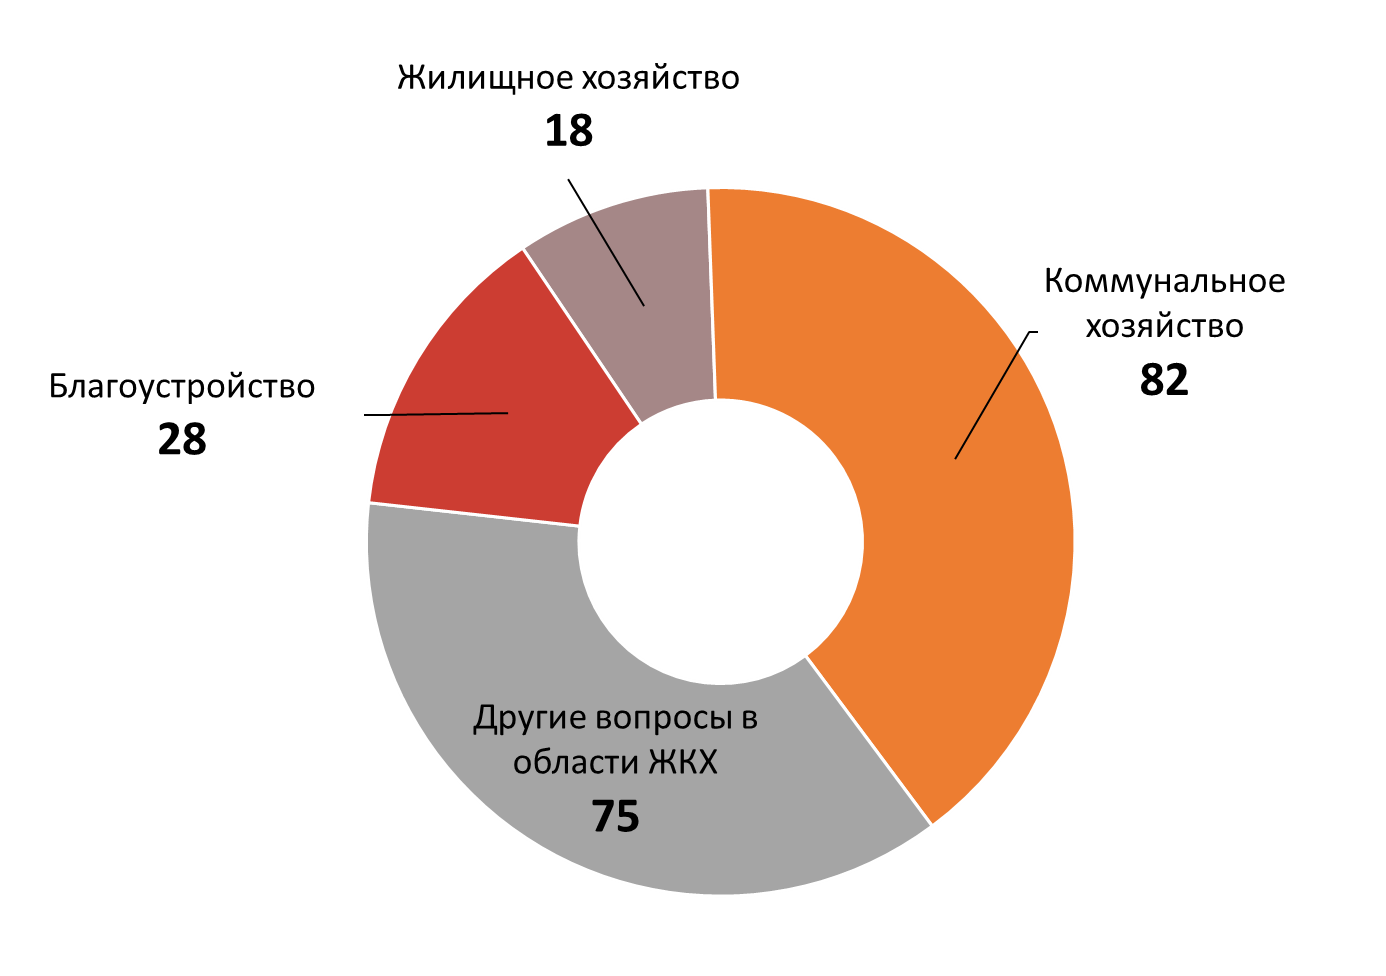 Жилищное хозяйство
18
Коммунальное
хозяйство
82
Благоустройство
28
Другие вопросы в
области ЖКХ
75